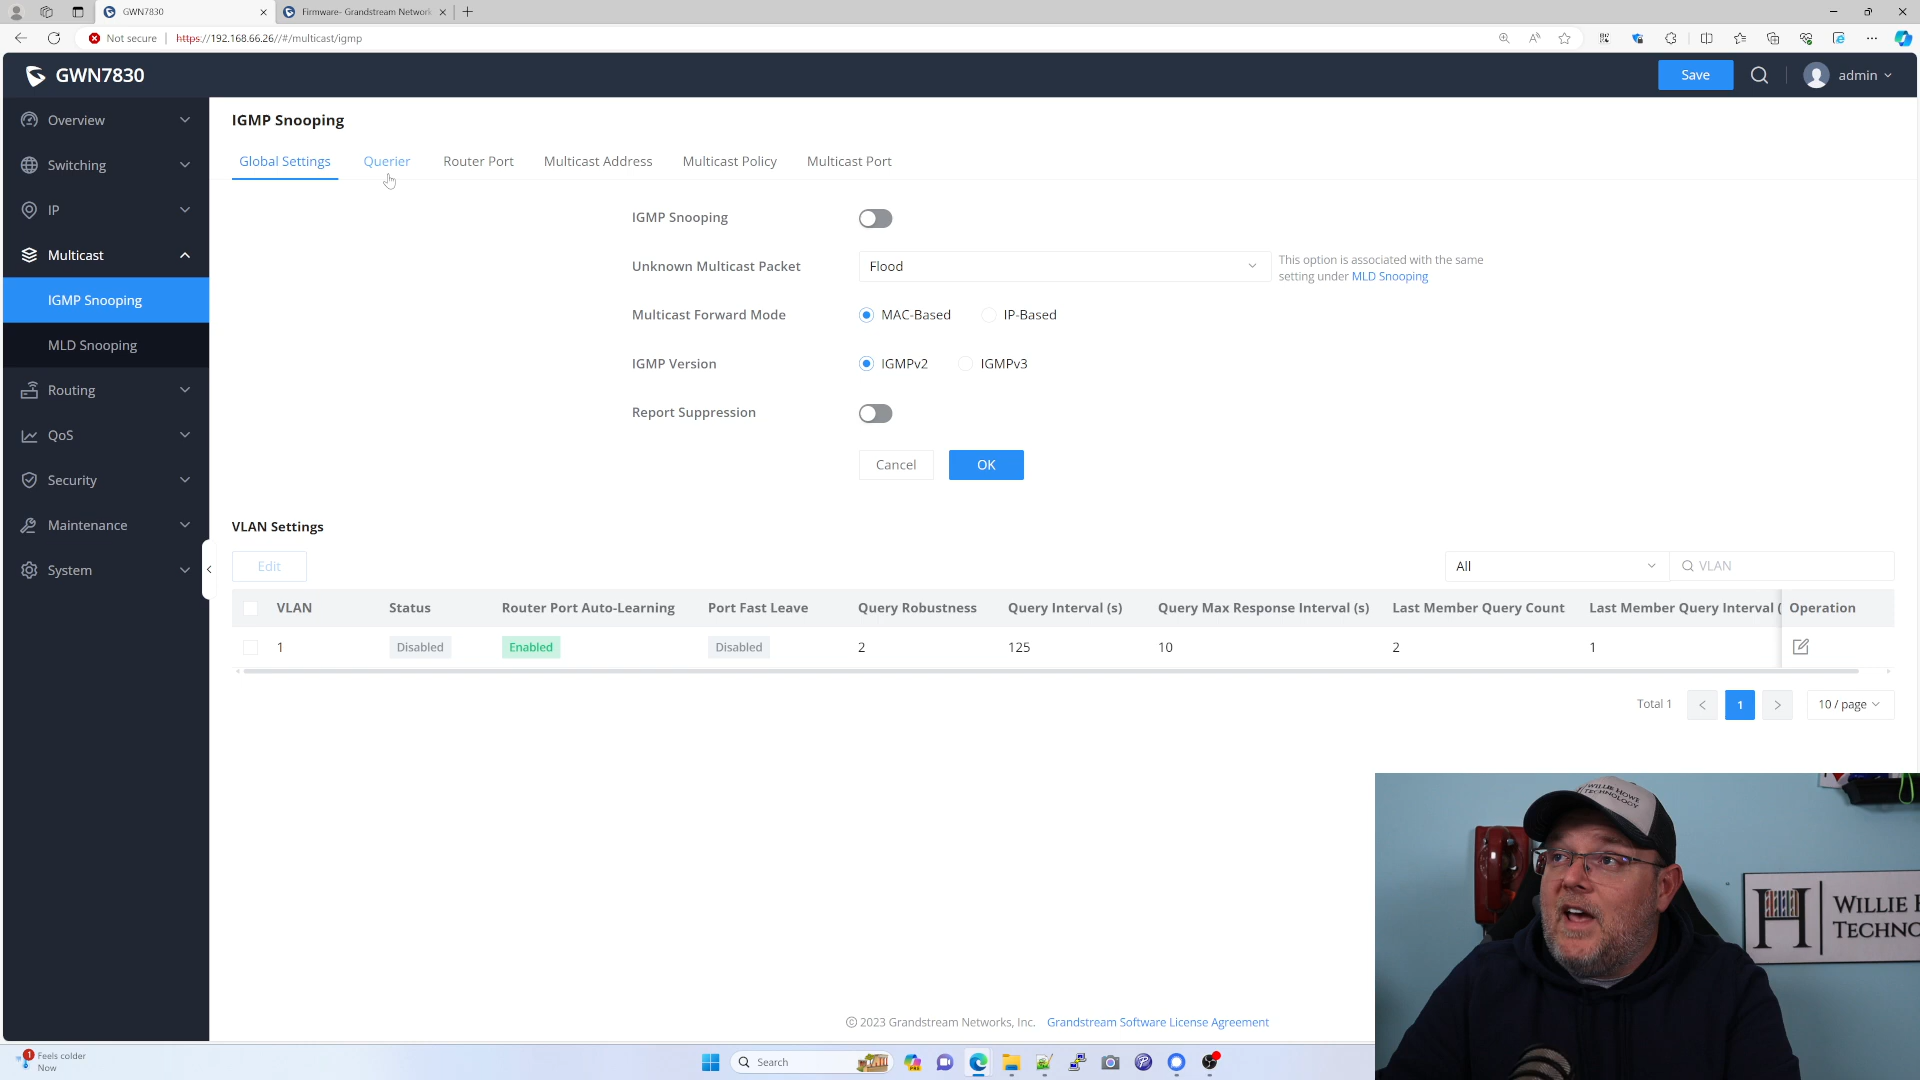 GWN7830
Firmware- Grandstream Network
Not secure
https://192.168.66.26//#/multicast/igmp
GWN7830
Save
admin
Overview
Switching
IP
Multicast
IGMP Snooping
MLD Snooping
Routing
QoS
Security
Maintenance
System
IGMP Snooping
Global Settings
Querier
Router Port
Multicast Address
Multicast Policy
Multicast Port
IGMP Snooping
Unknown Multicast Packet
Flood
This option is associated with the same
setting under MLD Snooping
Multicast Forward Mode
MAC-Based
IP-Based
IGMP Version
IGMPv2
IGMPv3
Report Suppression
Cancel
OK
VLAN Settings
Edit
All
VLAN
VLAN Status Router Port Auto-Learning Port Fast Leave Query Robustness Query Interval (s) Query Max Response Interval (s) Last Member Query Count Last Member Query Interval ( Operation
1 Disabled Enabled Disabled 2 125 10 2 1
Total 1
<
1
>
10 / page
WILLIE HOWE
TECHNOLOGY
WILLIE
TECHNO
© 2023 Grandstream Networks, Inc. Grandstream Software License Agreement
1
Feels colder
Now
Search